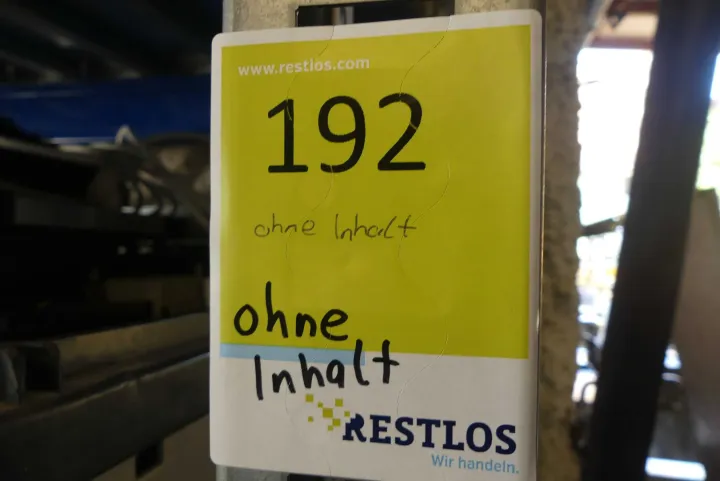 www.restlos.com
192
ohne Inhalt
ohne
Inhalt
RESTLOS
Wir handeln.